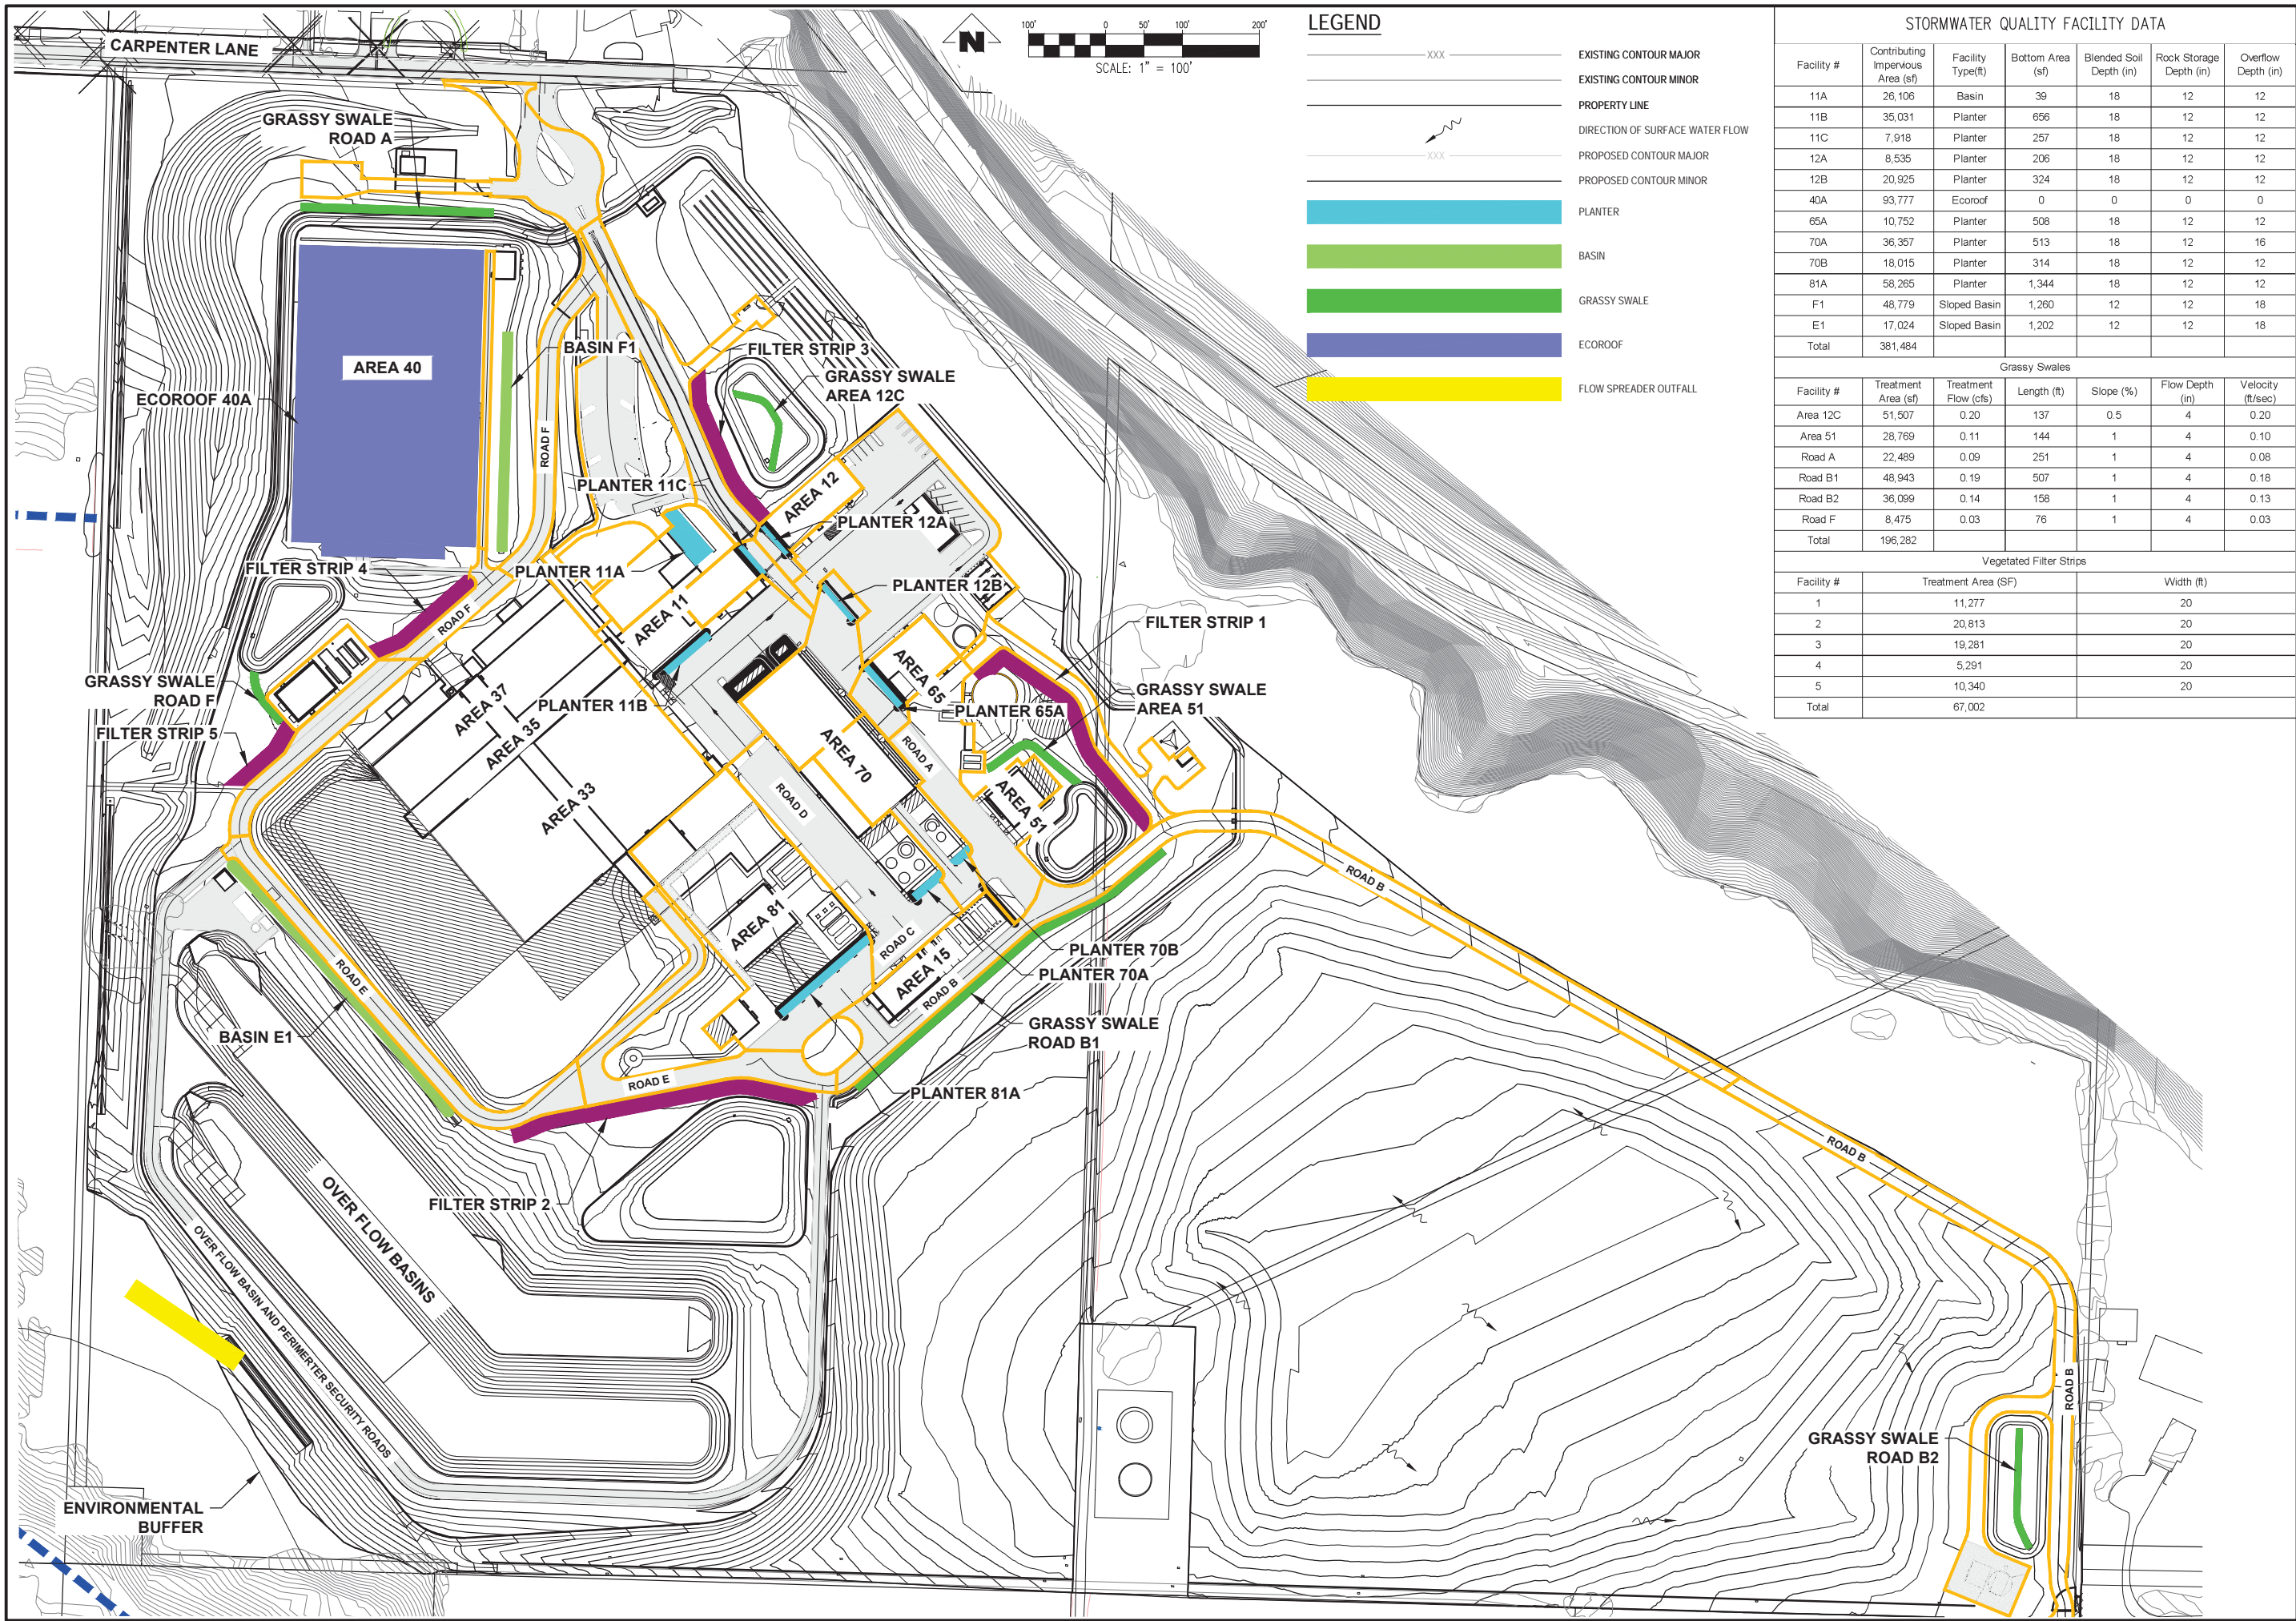 CARPENTER LANE
N
100' 0 50' 100' 200'
SCALE: 1" = 100'
LEGEND
XXX EXISTING CONTOUR MAJOR
EXISTING CONTOUR MINOR
PROPERTY LINE
DIRECTION OF SURFACE WATER FLOW
XXX PROPOSED CONTOUR MAJOR
PROPOSED CONTOUR MINOR
PLANTER
BASIN
GRASSY SWALE
ECOROOF
FLOW SPREADER OUTFALL
STORMWATER QUALITY FACILITY DATA
Facility # Contributing Impervious Area (sf) Facility Type(ft) Bottom Area (sf) Blended Soil Depth (in) Rock Storage Depth (in) Overflow Depth (in)
11A 26,106 Basin 39 18 12 12
11B 35,031 Planter 656 18 12 12
11C 7,918 Planter 257 18 12 12
12A 8,535 Planter 206 18 12 12
12B 20,925 Planter 324 18 12 12
40A 93,777 Ecoroof 0 0 0 0
65A 10,752 Planter 508 18 12 12
70A 36,357 Planter 513 18 12 16
70B 18,015 Planter 314 18 12 12
81A 58,265 Planter 1,344 18 12 12
F1 48,779 Sloped Basin 1,260 12 12 18
E1 17,024 Sloped Basin 1,202 12 12 18
Total 381,484
Grassy Swales
Facility # Treatment Area (sf) Treatment Flow (cfs) Length (ft) Slope (%) Flow Depth (in) Velocity (ft/sec)
Area 12C 51,507 0.20 137 0.5 4 0.20
Area 51 28,769 0.11 144 1 4 0.10
Road A 22,489 0.09 251 1 4 0.08
Road B1 48,943 0.19 507 1 4 0.18
Road B2 36,099 0.14 158 1 4 0.13
Road F 8,475 0.03 76 1 4 0.03
Total 196,282
Vegetated Filter Strips
Facility # Treatment Area (SF) Width (ft)
1 11,277 20
2 20,813 20
3 19,281 20
4 5,291 20
5 10,340 20
Total 67,002
GRASSY SWALE
ROAD A
AREA 40
ECOROOF 40A
BASIN F1
ROAD F
FILTER STRIP 3
GRASSY SWALE
AREA 12C
PLANTER 11C
AREA 12
PLANTER 12A
FILTER STRIP 4
PLANTER 11A
PLANTER 12B
ROAD F
AREA 11
FILTER STRIP 1
AREA 65
GRASSY SWALE
ROAD F
GRASSY SWALE
AREA 51
PLANTER 11B
PLANTER 65A
AREA 37
FILTER STRIP 5
AREA 35
AREA 70
ROAD A
AREA 33
ROAD D
AREA 51
ROAD B
AREA 81
ROAD C
PLANTER 70B
PLANTER 70A
AREA 15
ROAD B
ROAD E
BASIN E1
GRASSY SWALE
ROAD B1
ROAD E
PLANTER 81A
ROAD B
FILTER STRIP 2
OVER FLOW BASINS
OVER FLOW BASIN AND PERIMERTER SECURITY ROADS
ROAD B
GRASSY SWALE
ROAD B2
ENVIRONMENTAL
BUFFER